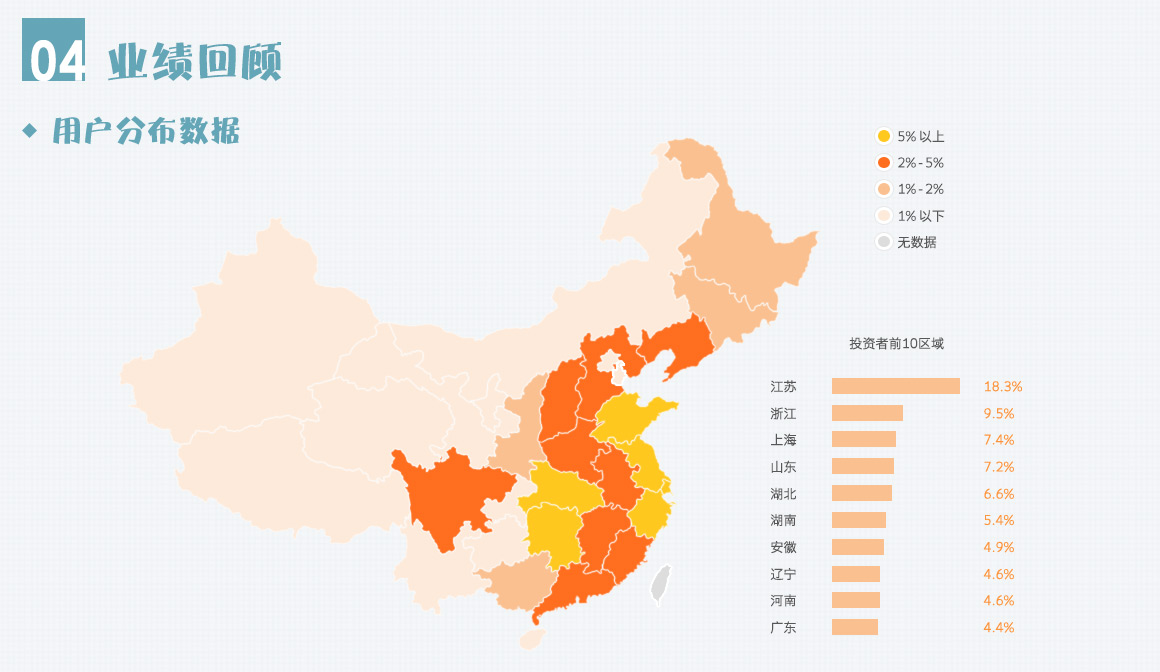 04 业绩回顾
用户分布数据
5% 以上
2% - 5%
1% - 2%
1% 以下
无数据
投资者前10区域
江苏 18.3%
浙江 9.5%
上海 7.4%
山东 7.2%
湖北 6.6%
湖南 5.4%
安徽 4.9%
辽宁 4.6%
河南 4.6%
广东 4.4%